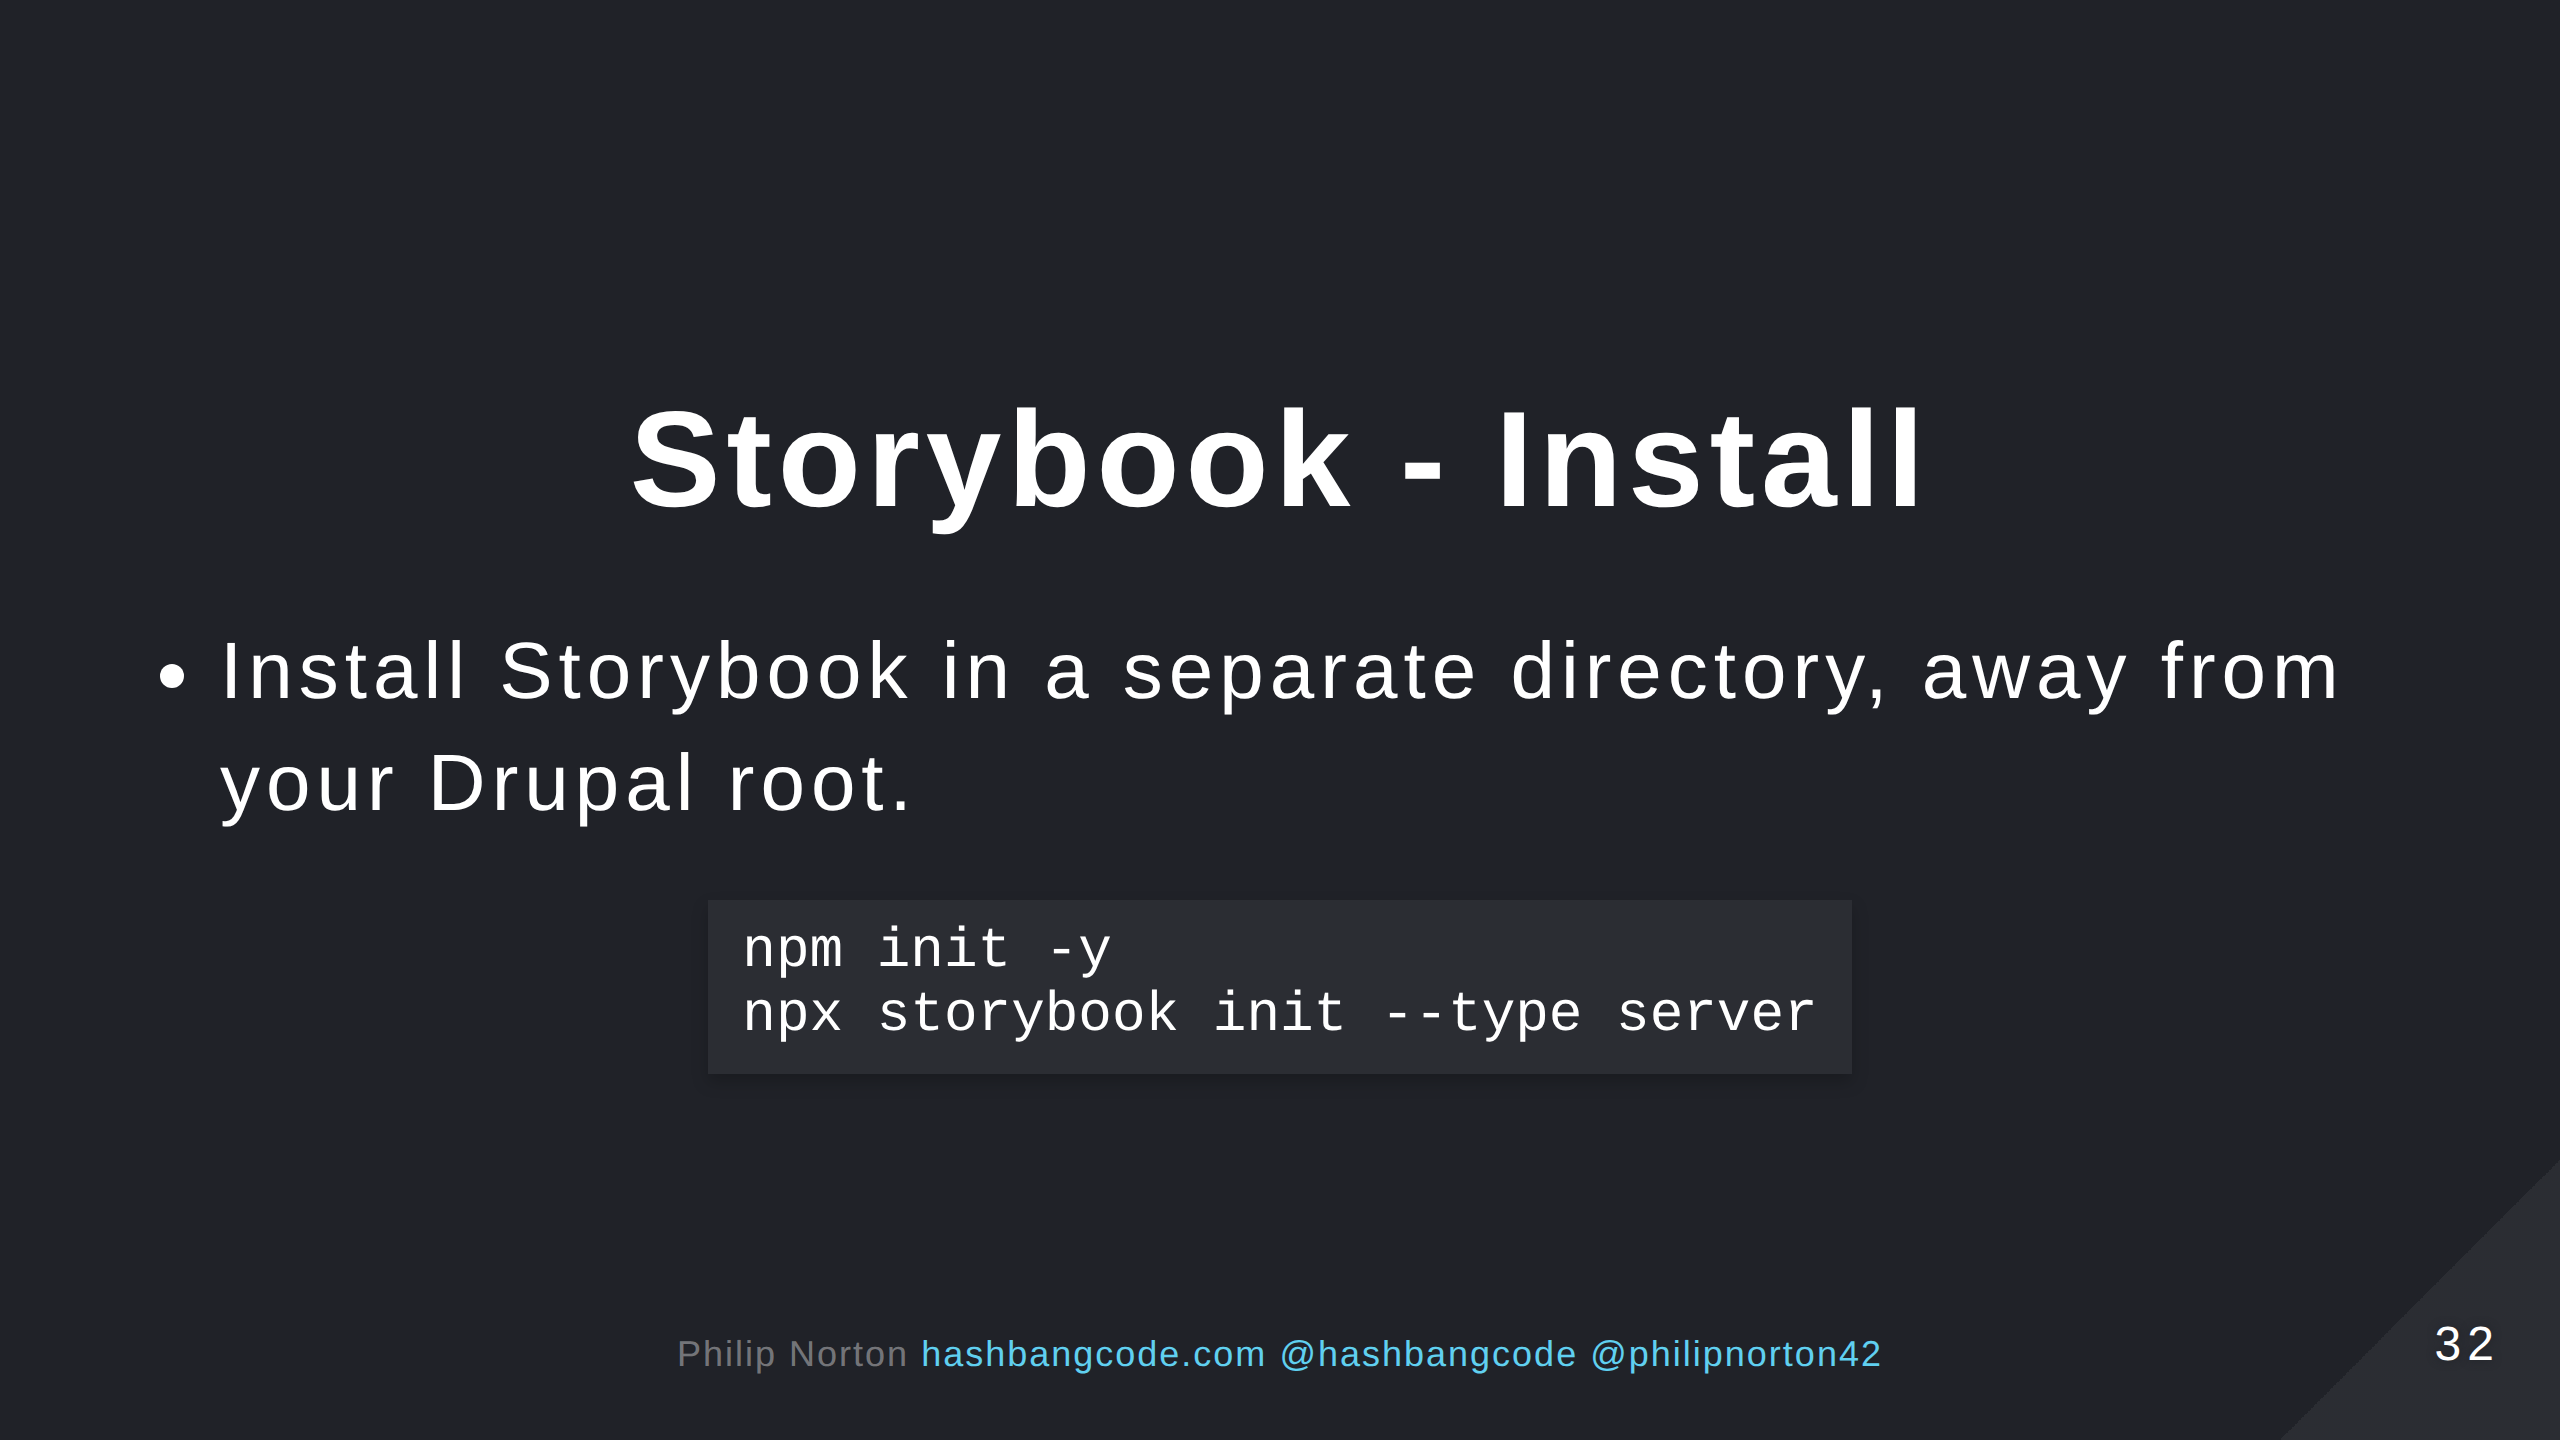 Storybook - Install
• Install Storybook in a separate directory, away from
your Drupal root.
npm init -y
npx storybook init --type server
Philip Norton hashbangcode.com @hashbangcode @philipnorton42
32